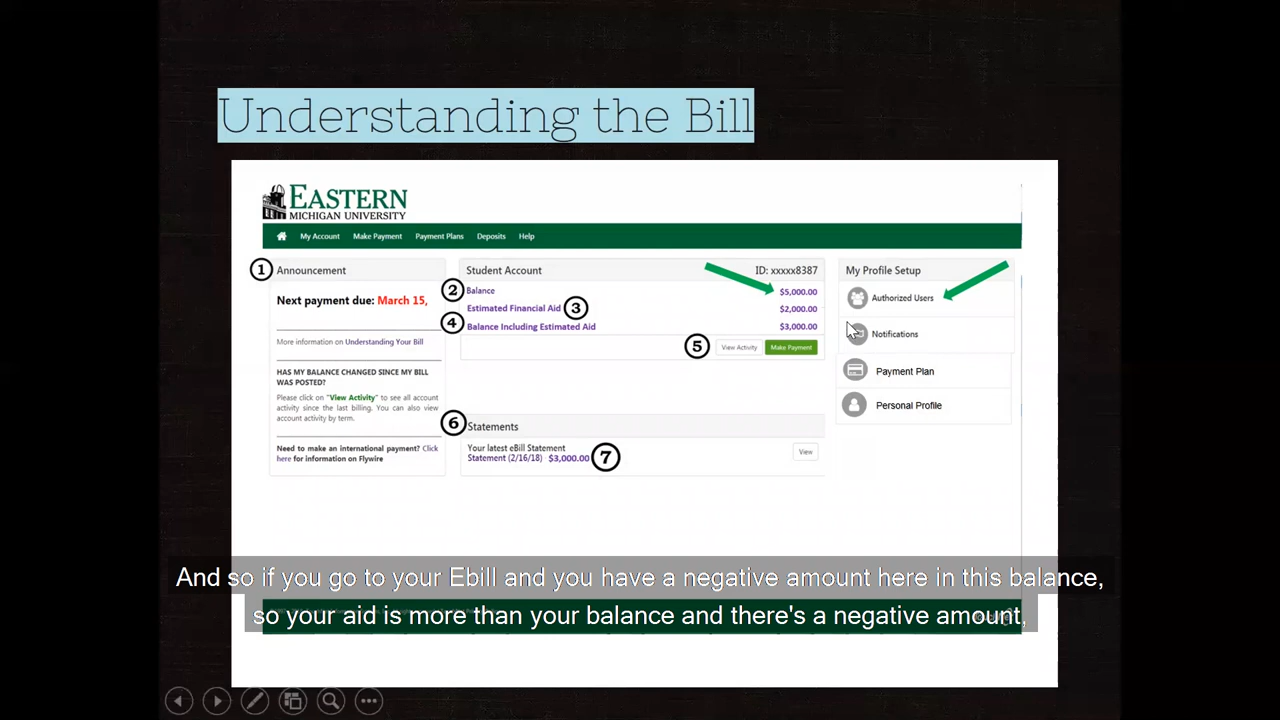 Understanding the Bill
EASTERN
MICHIGAN UNIVERSITY
My Account Make Payment Payment Plans Deposits Help
1 Announcement
Next payment due: March 15,
More information on Understanding Your Bill
HAS MY BALANCE CHANGED SINCE MY BILL
WAS POSTED?
Please click on "View Activity" to see all account
activity since the last billing. You can also view
account activity by term.
Need to make an international payment? Click
here for information on Flywire
Student Account ID: xxxxx8387
2 Balance $5,000.00
Estimated Financial Aid 3 $2,000.00
4 Balance Including Estimated Aid $3,000.00
5 View Activity Make Payment
6 Statements
Your latest eBill Statement
Statement (2/16/18) $3,000.00 7 View
My Profile Setup
Authorized Users
Notifications
Payment Plan
Personal Profile
And so if you go to your Ebill and you have a negative amount here in this balance,
so your aid is more than your balance and there's a negative amount,